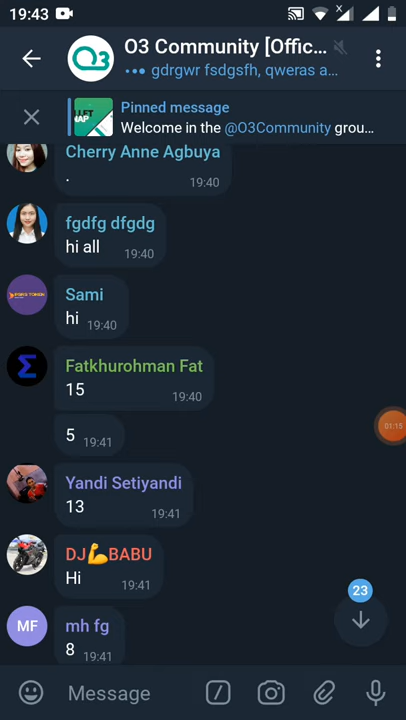 19:43
O3 Community [Offic...
gdrgwr fsdgsfh, qweras a...
Pinned message
Welcome in the @O3Community grou...
Cherry Anne Agbuya
.
19:40
fgdfg dfgdg
hi all
19:40
Sami
hi
19:40
Fatkhurohman Fat
15
19:40
5
19:41
Yandi Setiyandi
13
19:41
01:15
DJ💪BABU
Hi
19:41
23
MF
mh fg
8
19:41
Message